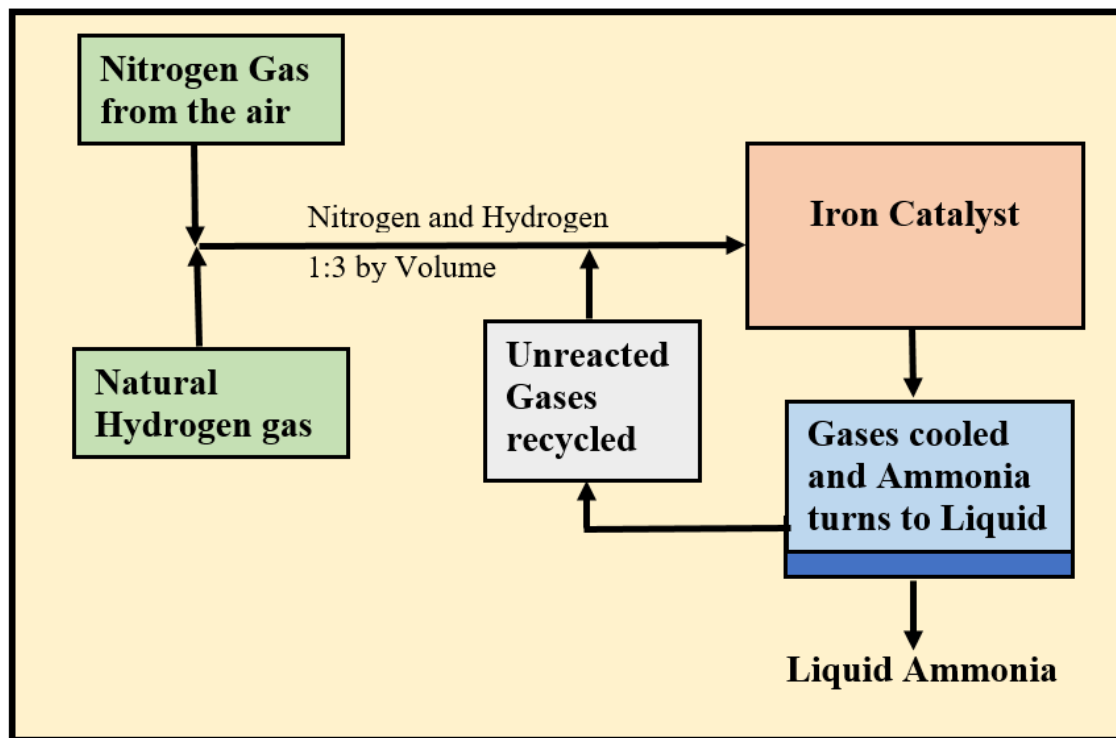 Nitrogen Gas
from the air
Nitrogen and Hydrogen
1:3 by Volume
Iron Catalyst
Natural
Hydrogen gas
Unreacted
Gases
recycled
Gases cooled
and Ammonia
turns to Liquid
Liquid Ammonia